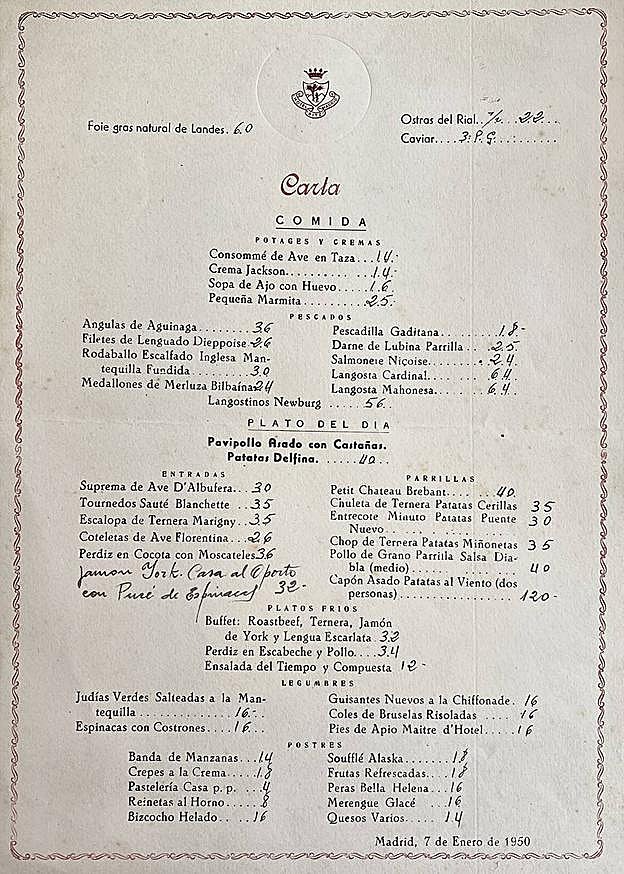 Foie gras natural de Landes. 60
Ostras del Rial.. ½.. 22...
Caviar.... 3. P.G........
Carta
COMIDA
POTAGES Y CREMAS
Consommé de Ave en Taza... 14.-
Crema Jackson........... 14.-
Sopa de Ajo con Huevo..... 16
Pequeña Marmita......... 25.-
PESCADOS
Angulas de Aguinaga........ 36
Filetes de Lenguado Dieppoise 26
Rodaballo Escalfado Inglesa Man-
tequilla Fundida......... 30
Medallones de Merluza Bilbaína 24
Pescadilla Gaditana......... 18.-
Darne de Lubina Parrilla.... 25
Salmonete Niçoise......... 24
Langosta Cardinal......... 64
Langosta Mahonesa........ 64..
Langostinos Newburg ...... 56..
PLATO DEL DIA
Pavipollo Asado con Castañas.
Patatas Delfina. ..... 40..
ENTRADAS
Suprema de Ave D'Albufera... 30
Tournedos Sauté Blanchette .. 35
Escalopa de Ternera Marigny.. 35
Coteletas de Ave Florentina... 26
Perdiz en Cocota con Moscateles 36
Jamon York. Casa al Oporto
con Puré de Espinacas 32-
PARRILLAS
Petit Chateau Brebant....... 40.
Chuleta de Ternera Patatas Cerillas 35
Entrecote Minuto Patatas Puente
Nuevo................. 30
Chop de Ternera Patatas Miñonetas 35
Pollo de Grano Parrilla Salsa Dia-
bla (medio)............... 40
Capón Asado Patatas al Viento (dos
personas)................ 120-
PLATOS FRIOS
Buffet: Roastbeef, Ternera, Jamón
de York y Lengua Escarlata. 32
Perdiz en Escabeche y Pollo.... 34
Ensalada del Tiempo y Compuesta 12-
LEGUMBRES
Judías Verdes Salteadas a la Man-
tequilla............. 16.-
Espinacas con Costrones.... 16..
Guisantes Nuevos a la Chiffonade. 16
Coles de Bruselas Risoladas .... 16
Pies de Apio Maitre d'Hotel..... 16
POSTRES
Banda de Manzanas... 14
Crepes a la Crema... 18
Pastelería Casa p. p. .. 4
Reinetas al Horno.... 8
Bizcocho Helado.. .. 16
Soufflé Alaska........ 18
Frutas Refrescadas.... 18
Peras Bella Helena... 16
Merengue Glacé ... 16
Quesos Varios..... 14
Madrid, 7 de Enero de 1950